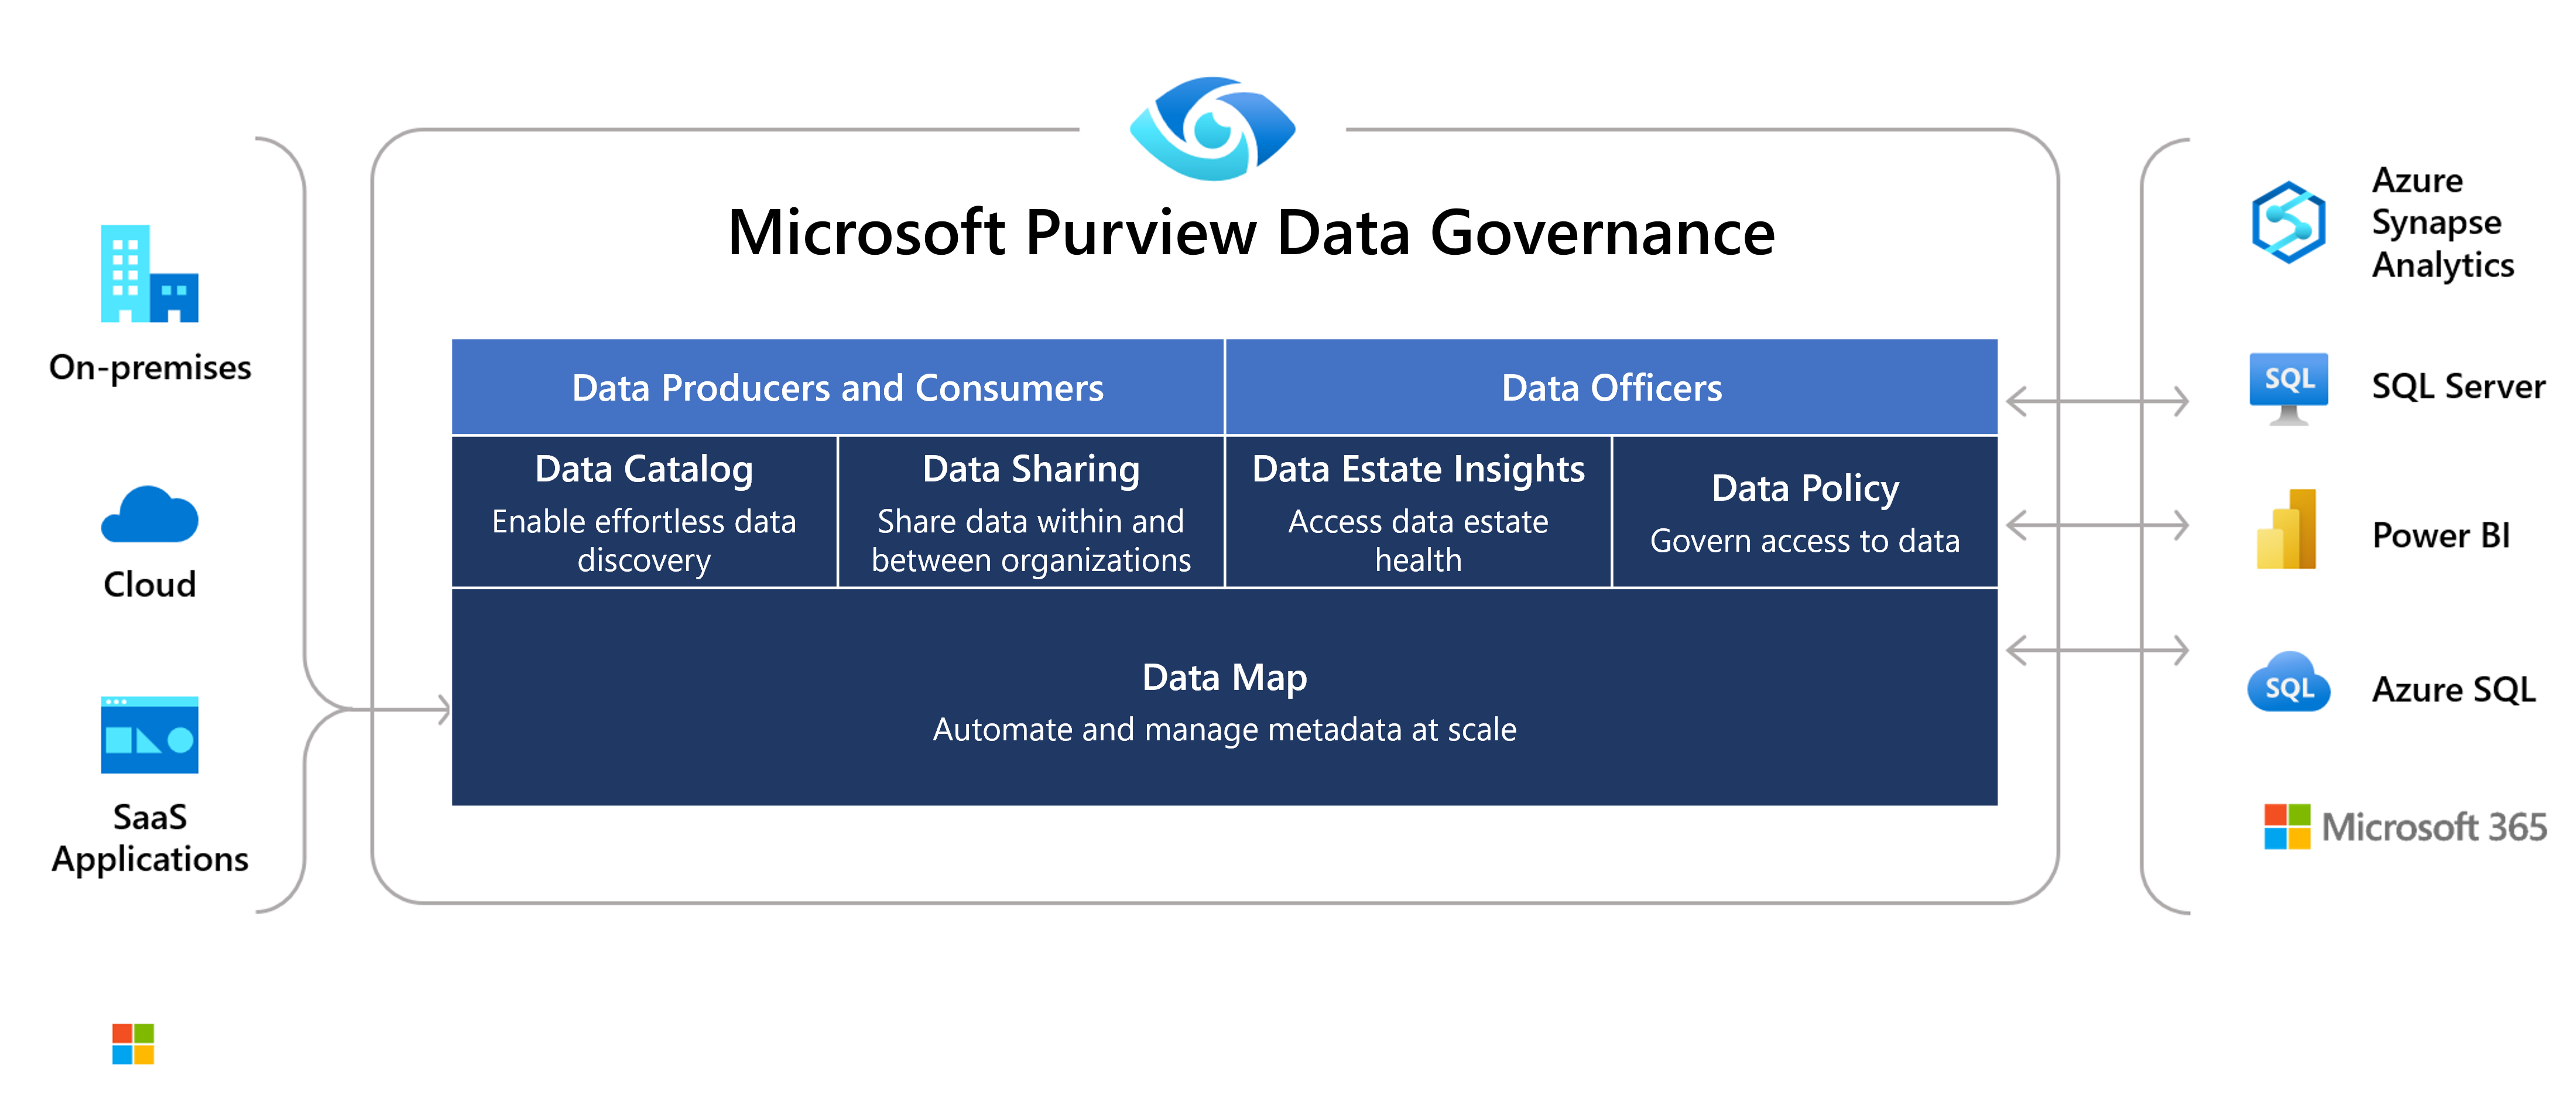 Microsoft Purview Data Governance
On-premises
Cloud
SaaS
Applications
Data Producers and Consumers
Data Officers
Data Catalog
Enable effortless data
discovery
Data Sharing
Share data within and
between organizations
Data Estate Insights
Access data estate
health
Data Policy
Govern access to data
Data Map
Automate and manage metadata at scale
Azure
Synapse
Analytics
SQL
SQL Server
Power BI
SQL
Azure SQL
Microsoft 365